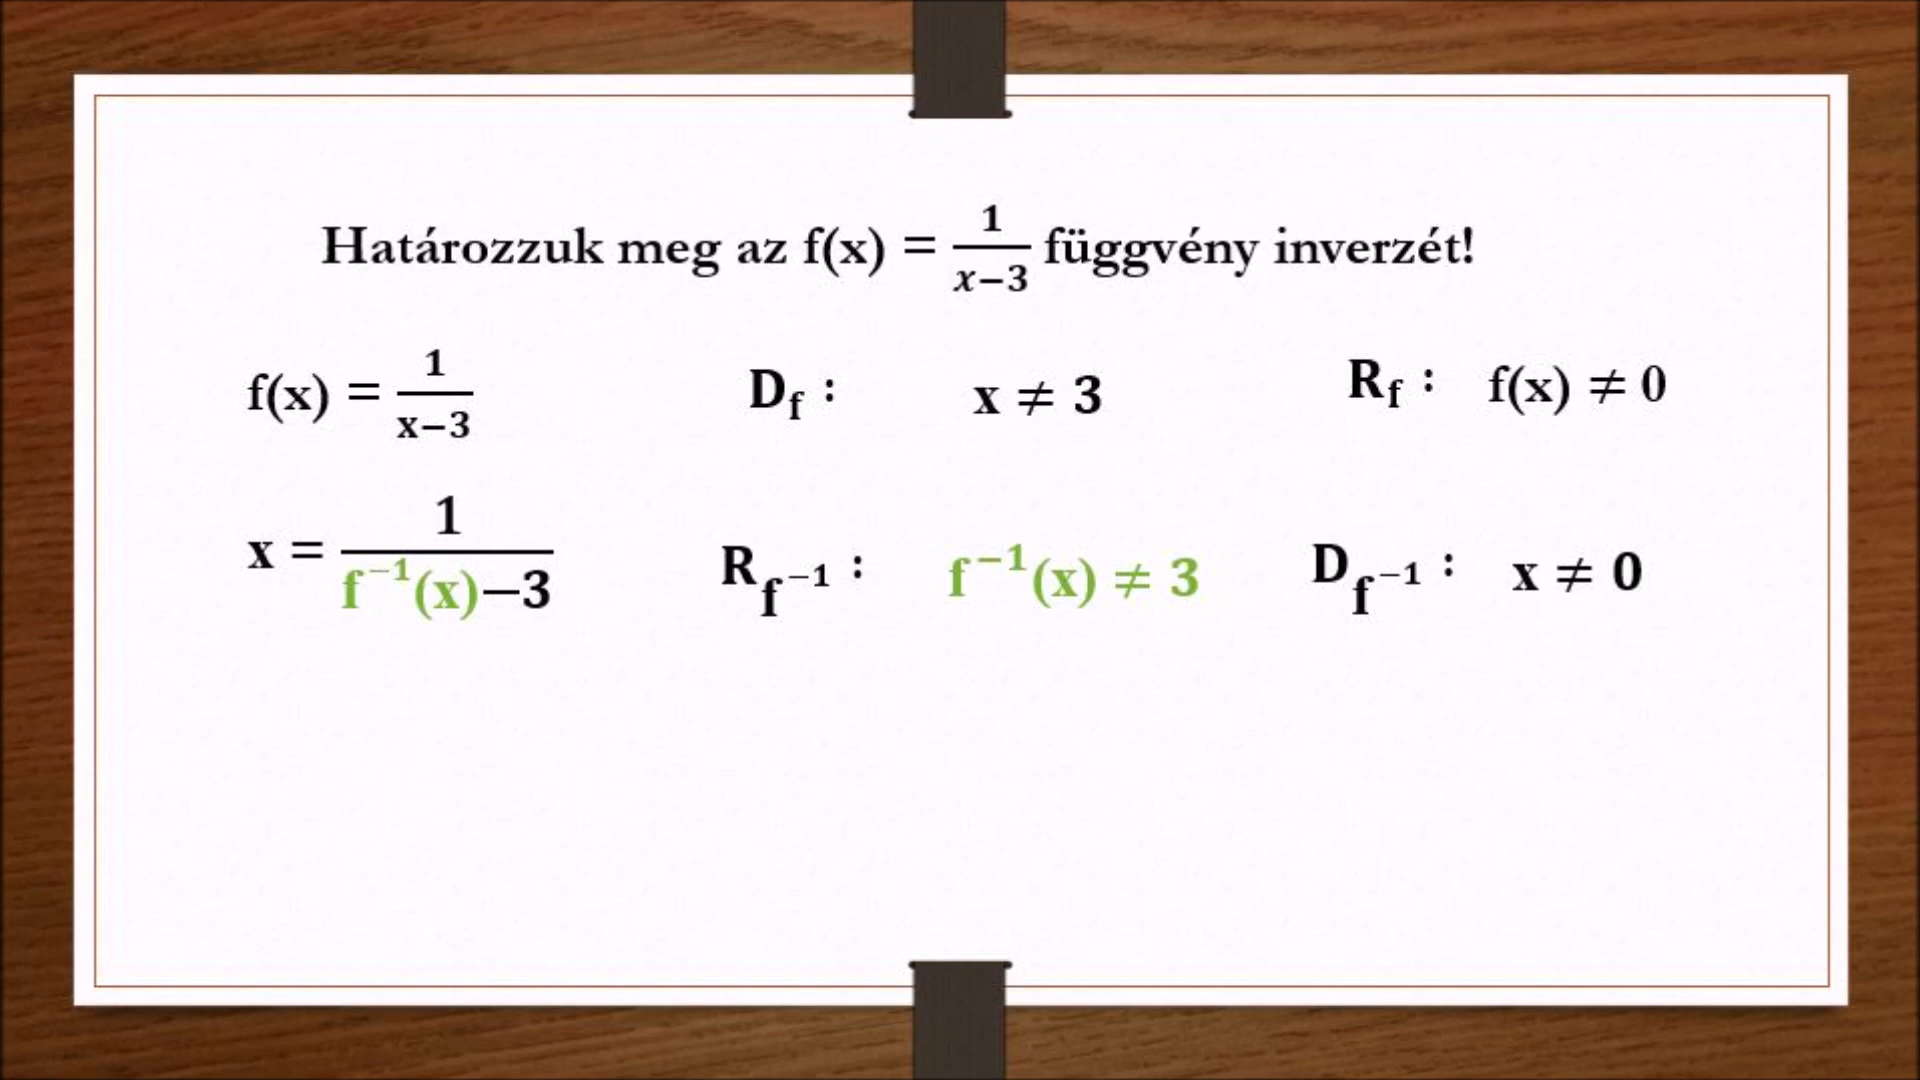 Határozzuk meg az f(x) = 1/(x−3) függvény inverzét!
f(x) = 1/(x−3) D_f : x ≠ 3 R_f : f(x) ≠ 0
x = 1/(f⁻¹(x)−3) R_f⁻¹ : f⁻¹(x) ≠ 3 D_f⁻¹ : x ≠ 0